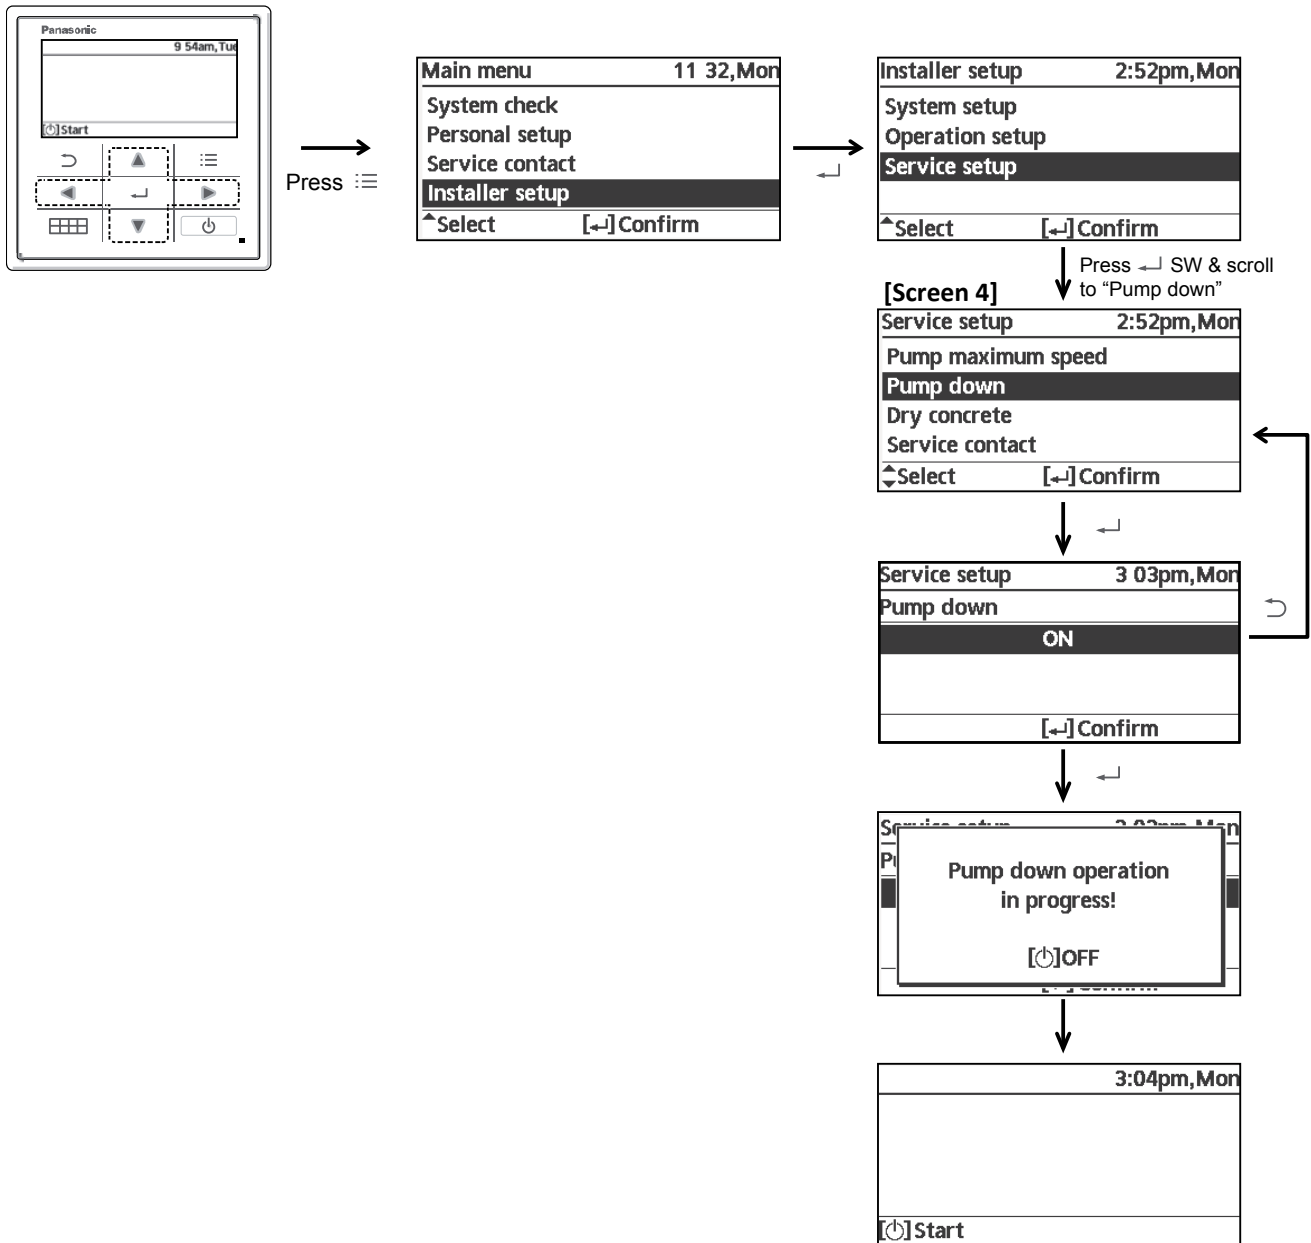 Panasonic
9 54am,Tue
[⏻]Start
Press
Main menu 11 32,Mon
System check
Personal setup
Service contact
Installer setup
Select [↵]Confirm
Installer setup 2:52pm,Mon
System setup
Operation setup
Service setup
Select [↵]Confirm
Press ↵ SW & scroll
to “Pump down”
[Screen 4]
Service setup 2:52pm,Mon
Pump maximum speed
Pump down
Dry concrete
Service contact
Select [↵]Confirm
Service setup 3 03pm,Mon
Pump down
ON
[↵]Confirm
Pump down operation
in progress!
[⏻]OFF
3:04pm,Mon
[⏻]Start